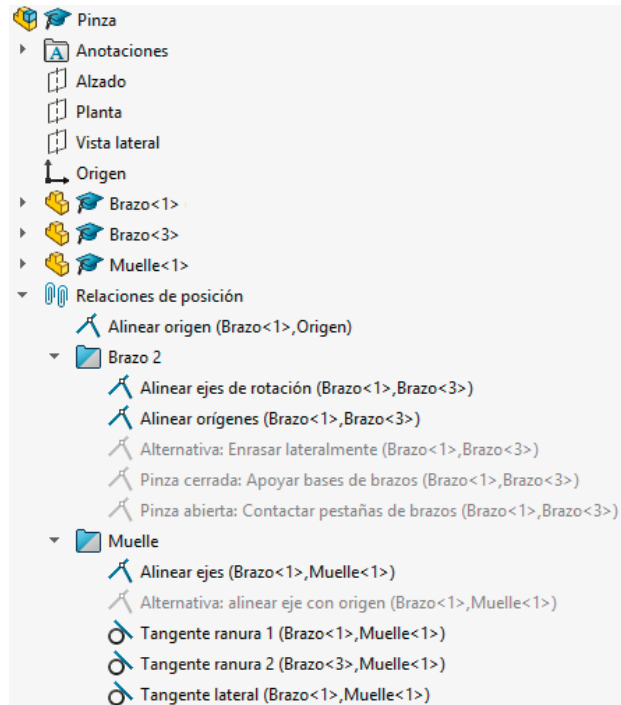 Pinza
Anotaciones
Alzado
Planta
Vista lateral
Origen
Brazo<1>
Brazo<3>
Muelle<1>
Relaciones de posición
Alinear origen (Brazo<1>,Origen)
Brazo 2
Alinear ejes de rotación (Brazo<1>,Brazo<3>)
Alinear orígenes (Brazo<1>,Brazo<3>)
Alternativa: Enrasar lateralmente (Brazo<1>,Brazo<3>)
Pinza cerrada: Apoyar bases de brazos (Brazo<1>,Brazo<3>)
Pinza abierta: Contactar pestañas de brazos (Brazo<1>,Brazo<3>)
Muelle
Alinear ejes (Brazo<1>,Muelle<1>)
Alternativa: alinear eje con origen (Brazo<1>,Muelle<1>)
Tangente ranura 1 (Brazo<1>,Muelle<1>)
Tangente ranura 2 (Brazo<3>,Muelle<1>)
Tangente lateral (Brazo<1>,Muelle<1>)